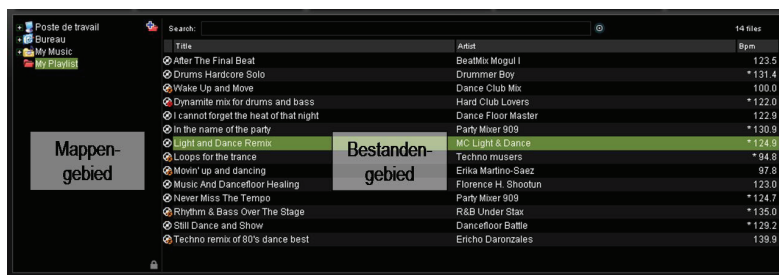 Poste de travail
Bureau
My Music
My Playlist
Mappen-
gebied
Search: 14 files
Title Artist Bpm
After The Final Beat BeatMix Mogul I 123.5
Drums Hardcore Solo Drummer Boy * 131.4
Wake Up and Move Dance Club Mix 100.0
Dynamite mix for drums and bass Hard Club Lovers * 122.0
I cannot forget the heat of that night Dance Floor Master 122.9
In the name of the party Party Mixer 909 * 130.9
Light and Dance Remix MC Light & Dance * 124.9
Loops for the trance Techno musers * 94.8
Movin' up and dancing Erika Martino-Saez 97.8
Music And Dancefloor Healing Florence H. Shootun 123.0
Never Miss The Tempo Party Mixer 909 * 124.7
Rhythm & Bass Over The Stage R&B Under Stax * 135.0
Still Dance and Show Dancefloor Battle * 129.2
Techno remix of 80's dance best Ericho Daronzales 139.9
Bestanden-
gebied